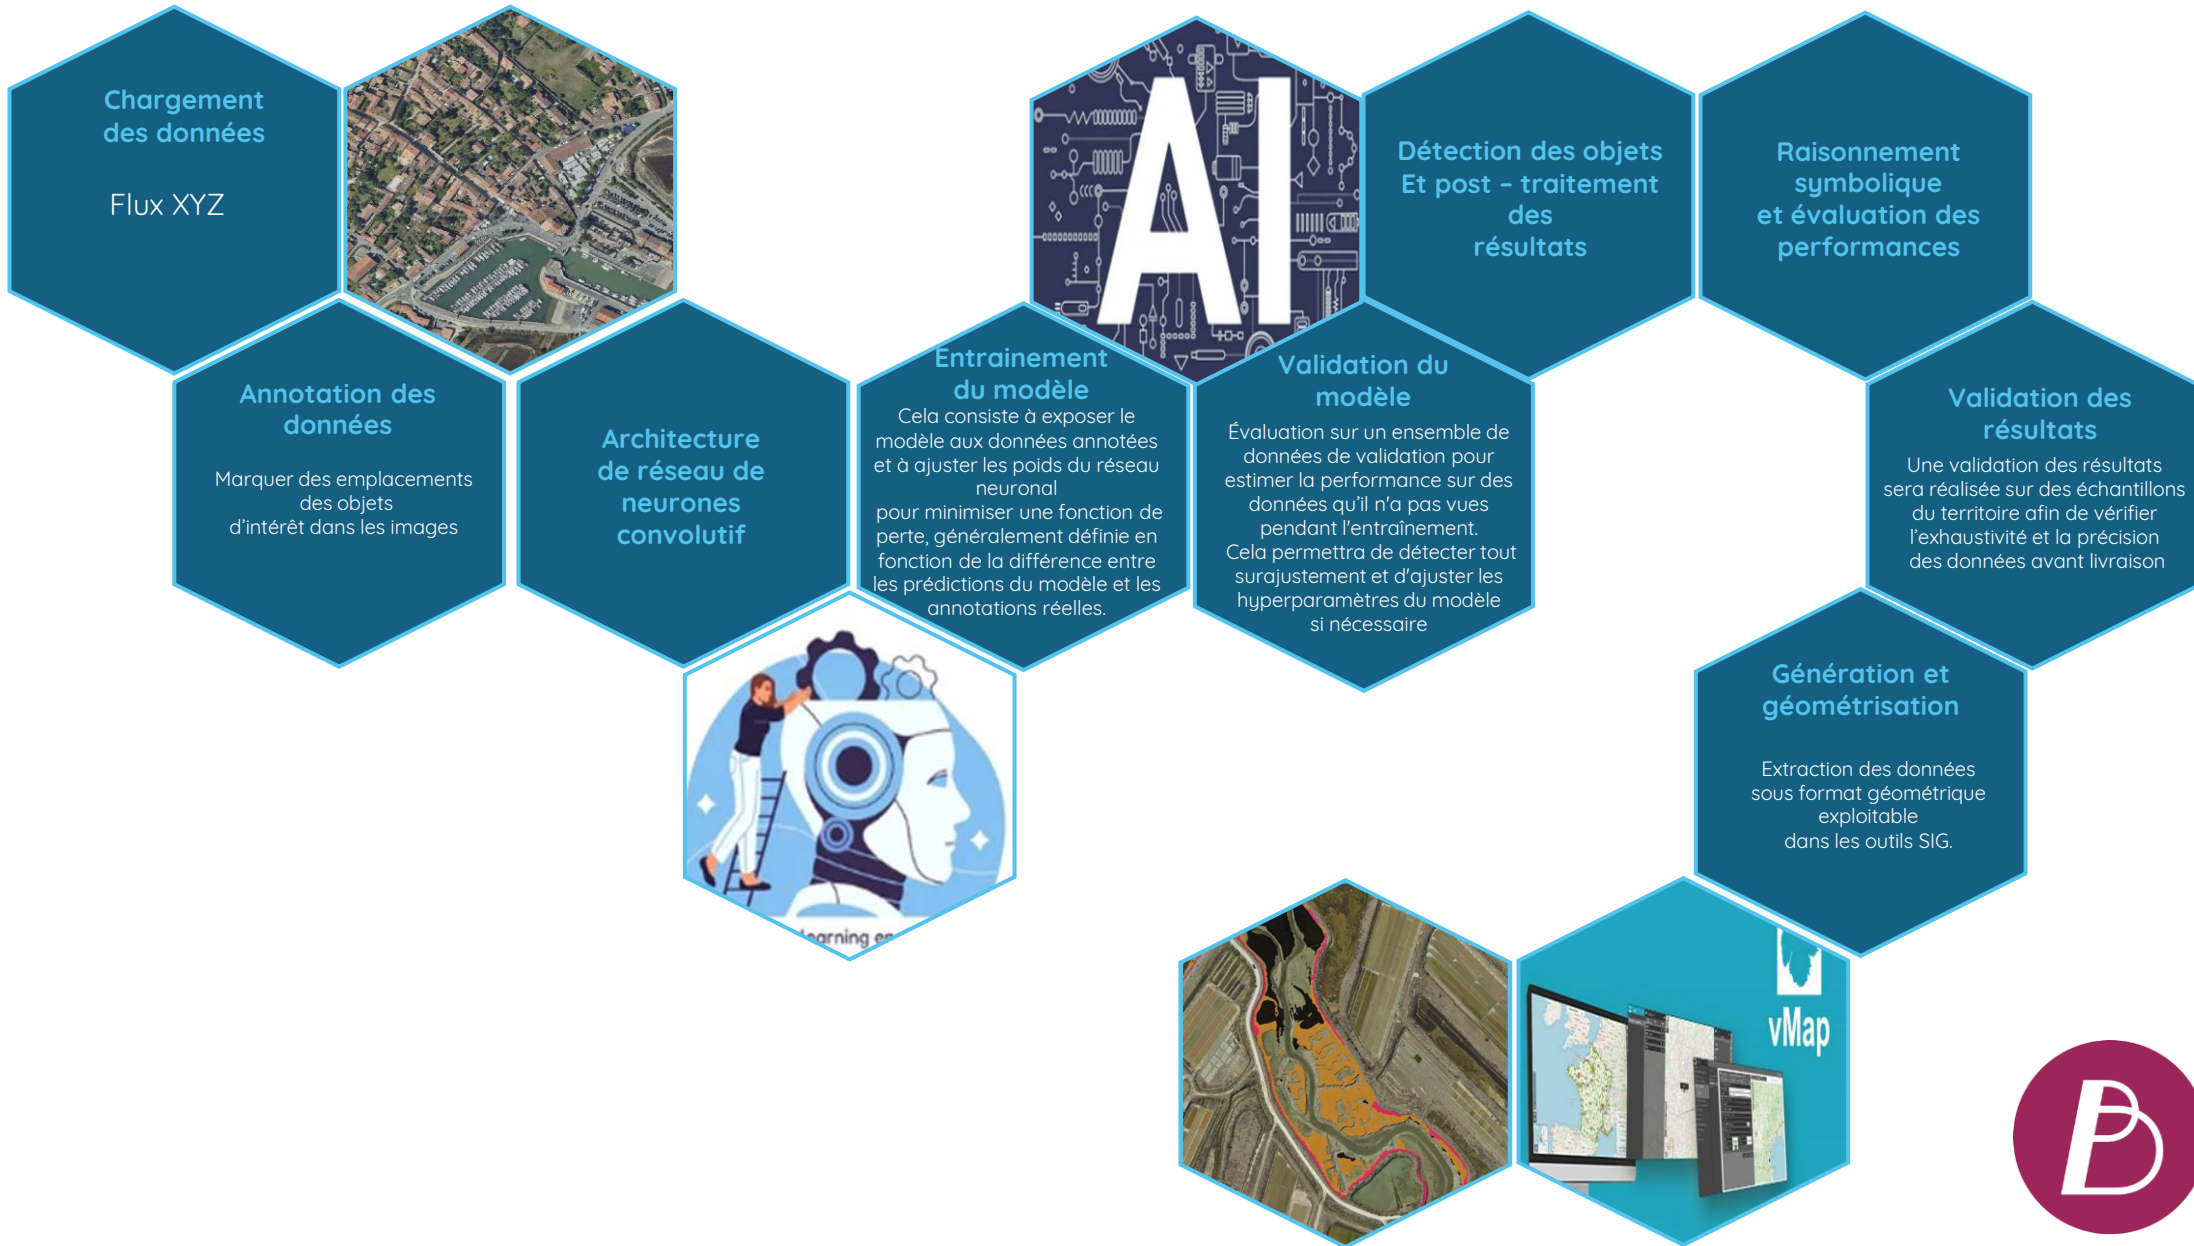 Chargement
des données
Flux XYZ
Annotation des
données
Marquer des emplacements
des objets
d'intérêt dans les images
Architecture
de réseau de
neurones
convolutif
Entrainement
du modèle
Cela consiste à exposer le
modèle aux données annotées
et à ajuster les poids du réseau
neuronal
pour minimiser une fonction de
perte, généralement définie en
fonction de la différence entre
les prédictions du modèle et les
annotations réelles.
AI
Validation du
modèle
Évaluation sur un ensemble de
données de validation pour
estimer la performance sur des
données qu'il n'a pas vues
pendant l'entraînement.
Cela permettra de détecter tout
surajustement et d'ajuster les
hyperparamètres du modèle
si nécessaire
Détection des objets
Et post – traitement
des
résultats
Raisonnement
symbolique
et évaluation des
performances
Validation des
résultats
Une validation des résultats
sera réalisée sur des échantillons
du territoire afin de vérifier
l'exhaustivité et la précision
des données avant livraison
Génération et
géométrisation
Extraction des données
sous format géométrique
exploitable
dans les outils SIG.
vMap